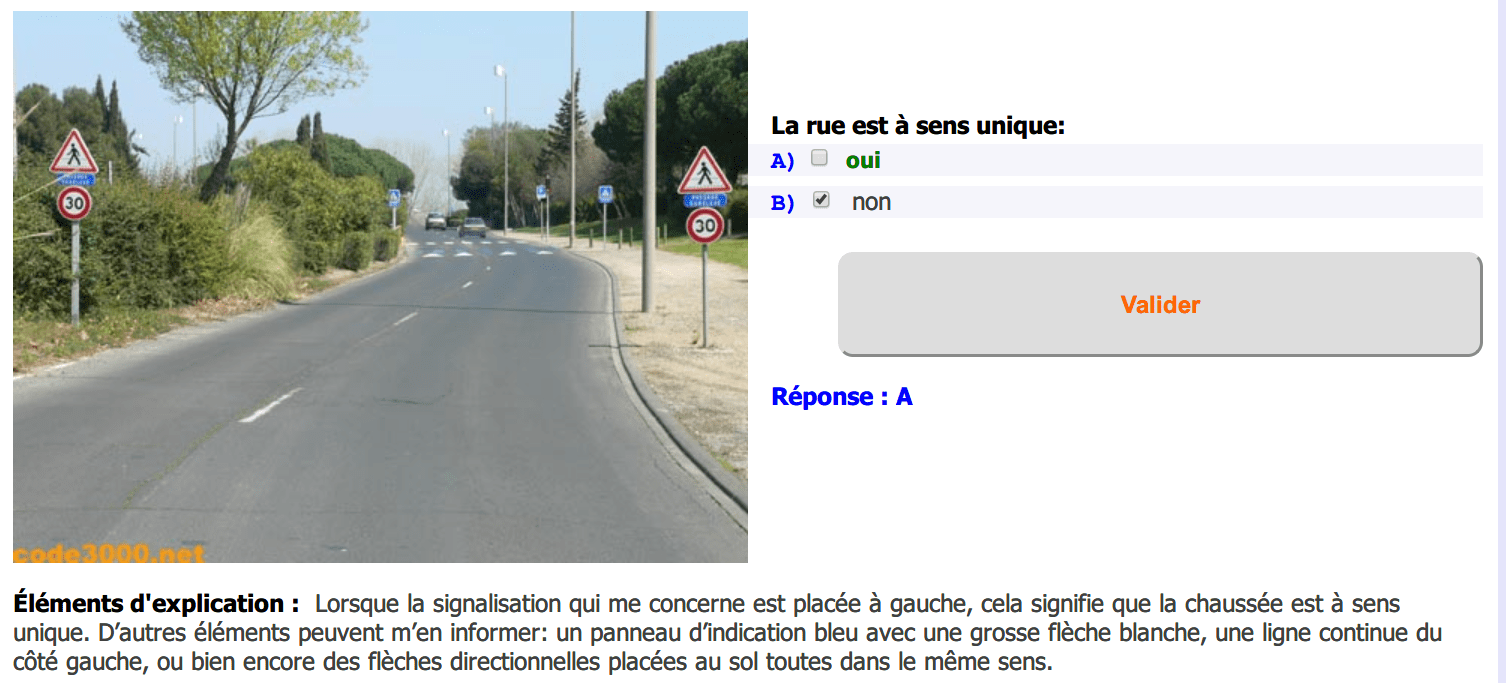 30
30
code3000.net
La rue est à sens unique:
A) oui
B) non
Valider
Réponse : A
Éléments d'explication : Lorsque la signalisation qui me concerne est placée à gauche, cela signifie que la chaussée est à sens
unique. D’autres éléments peuvent m’en informer: un panneau d’indication bleu avec une grosse flèche blanche, une ligne continue du
côté gauche, ou bien encore des flèches directionnelles placées au sol toutes dans le même sens.